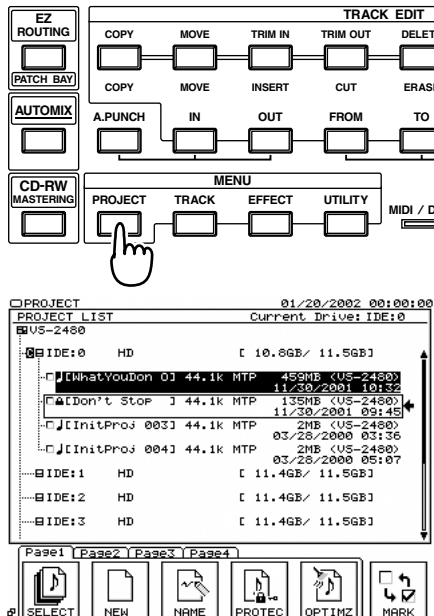 EZ
ROUTING
PATCH BAY
TRACK EDIT
COPY MOVE TRIM IN TRIM OUT DELET
COPY MOVE INSERT CUT ERAS
AUTOMIX
A.PUNCH IN OUT FROM TO
CD-RW
MASTERING
MENU
PROJECT TRACK EFFECT UTILITY
MIDI / D
PROJECT 01/20/2002 00:00:00
PROJECT LIST Current Drive:IDE:0
VS-2480
C IDE:0 HD [ 10.8GB/ 11.5GB]
[WhatYouDon O] 44.1k MTP 459MB (VS-2480)
11/30/2001 10:32
[Don't Stop ] 44.1k MTP 135MB (VS-2480)
11/30/2001 09:45
[InitProj 003] 44.1k MTP 2MB (VS-2480)
03/28/2000 03:36
[InitProj 004] 44.1k MTP 2MB (VS-2480)
03/28/2000 05:07
IDE:1 HD [ 11.4GB/ 11.5GB]
IDE:2 HD [ 11.4GB/ 11.5GB]
IDE:3 HD [ 11.4GB/ 11.5GB]
Page1 Page2 Page3 Page4
SELECT NEW NAME PROTEC OPTIMZ MARK